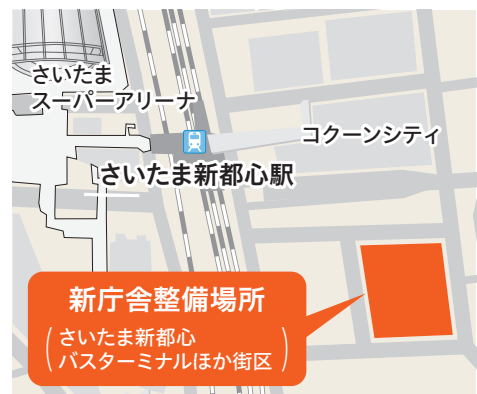 さいたま
スーパーアリーナ
コクーンシティ
さいたま新都心駅
新庁舎整備場所
(さいたま新都心
バスターミナルほか街区)